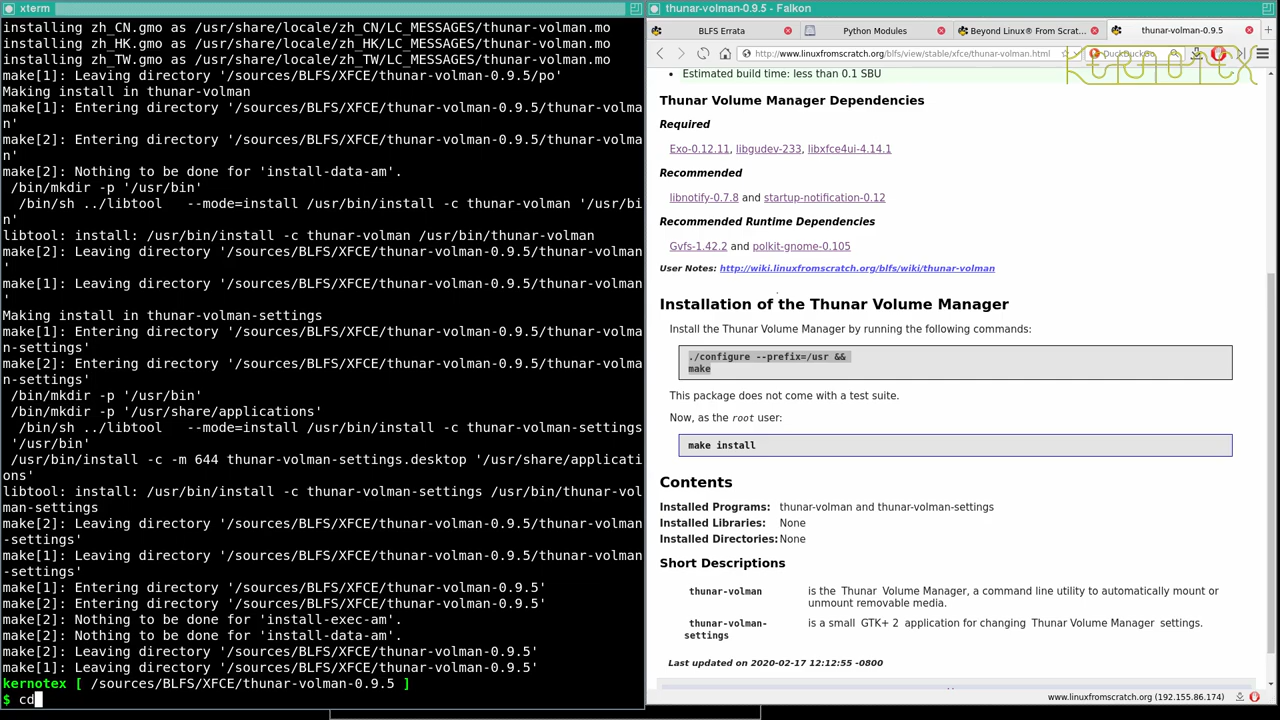 xterm
installing zh_CN.gmo as /usr/share/locale/zh_CN/LC_MESSAGES/thunar-volman.mo
installing zh_HK.gmo as /usr/share/locale/zh_HK/LC_MESSAGES/thunar-volman.mo
installing zh_TW.gmo as /usr/share/locale/zh_TW/LC_MESSAGES/thunar-volman.mo
make[1]: Leaving directory '/sources/BLFS/XFCE/thunar-volman-0.9.5/po'
Making install in thunar-volman
make[1]: Entering directory '/sources/BLFS/XFCE/thunar-volman-0.9.5/thunar-volma
n'
make[2]: Entering directory '/sources/BLFS/XFCE/thunar-volman-0.9.5/thunar-volma
n'
make[2]: Nothing to be done for 'install-data-am'.
/bin/mkdir -p '/usr/bin'
/bin/sh ../libtool   --mode=install /usr/bin/install -c thunar-volman '/usr/bi
n'
libtool: install: /usr/bin/install -c thunar-volman /usr/bin/thunar-volman
make[2]: Leaving directory '/sources/BLFS/XFCE/thunar-volman-0.9.5/thunar-volman
'
make[1]: Leaving directory '/sources/BLFS/XFCE/thunar-volman-0.9.5/thunar-volman
'
Making install in thunar-volman-settings
make[1]: Entering directory '/sources/BLFS/XFCE/thunar-volman-0.9.5/thunar-volma
n-settings'
make[2]: Entering directory '/sources/BLFS/XFCE/thunar-volman-0.9.5/thunar-volma
n-settings'
/bin/mkdir -p '/usr/bin'
/bin/mkdir -p '/usr/share/applications'
/bin/sh ../libtool   --mode=install /usr/bin/install -c thunar-volman-settings
'/usr/bin'
/usr/bin/install -c -m 644 thunar-volman-settings.desktop '/usr/share/applicati
ons'
libtool: install: /usr/bin/install -c thunar-volman-settings /usr/bin/thunar-vol
man-settings
make[2]: Leaving directory '/sources/BLFS/XFCE/thunar-volman-0.9.5/thunar-volman
-settings'
make[1]: Leaving directory '/sources/BLFS/XFCE/thunar-volman-0.9.5/thunar-volman
-settings'
make[1]: Entering directory '/sources/BLFS/XFCE/thunar-volman-0.9.5'
make[2]: Entering directory '/sources/BLFS/XFCE/thunar-volman-0.9.5'
make[2]: Nothing to be done for 'install-exec-am'.
make[2]: Nothing to be done for 'install-data-am'.
make[2]: Leaving directory '/sources/BLFS/XFCE/thunar-volman-0.9.5'
make[1]: Leaving directory '/sources/BLFS/XFCE/thunar-volman-0.9.5'
kernotex [ /sources/BLFS/XFCE/thunar-volman-0.9.5 ]
$ cd
thunar-volman-0.9.5 - Falkon
BLFS Errata
Python Modules
Beyond Linux® From Scrat...
thunar-volman-0.9.5
http://www.linuxfromscratch.org/blfs/view/stable/xfce/thunar-volman.html
DuckDuckGo
KERNOTEX
• Estimated build time: less than 0.1 SBU
Thunar Volume Manager Dependencies
Required
Exo-0.12.11, libgudev-233, libxfce4ui-4.14.1
Recommended
libnotify-0.7.8 and startup-notification-0.12
Recommended Runtime Dependencies
Gvfs-1.42.2 and polkit-gnome-0.105
User Notes: http://wiki.linuxfromscratch.org/blfs/wiki/thunar-volman
Installation of the Thunar Volume Manager
Install the Thunar Volume Manager by running the following commands:
./configure --prefix=/usr &&
make
This package does not come with a test suite.
Now, as the root user:
make install
Contents
Installed Programs: thunar-volman and thunar-volman-settings
Installed Libraries: None
Installed Directories: None
Short Descriptions
thunar-volman is the Thunar Volume Manager, a command line utility to automatically mount or
unmount removable media.
thunar-volman- is a small GTK+ 2 application for changing Thunar Volume Manager settings.
settings
Last updated on 2020-02-17 12:12:55 -0800
www.linuxfromscratch.org (192.155.86.174)